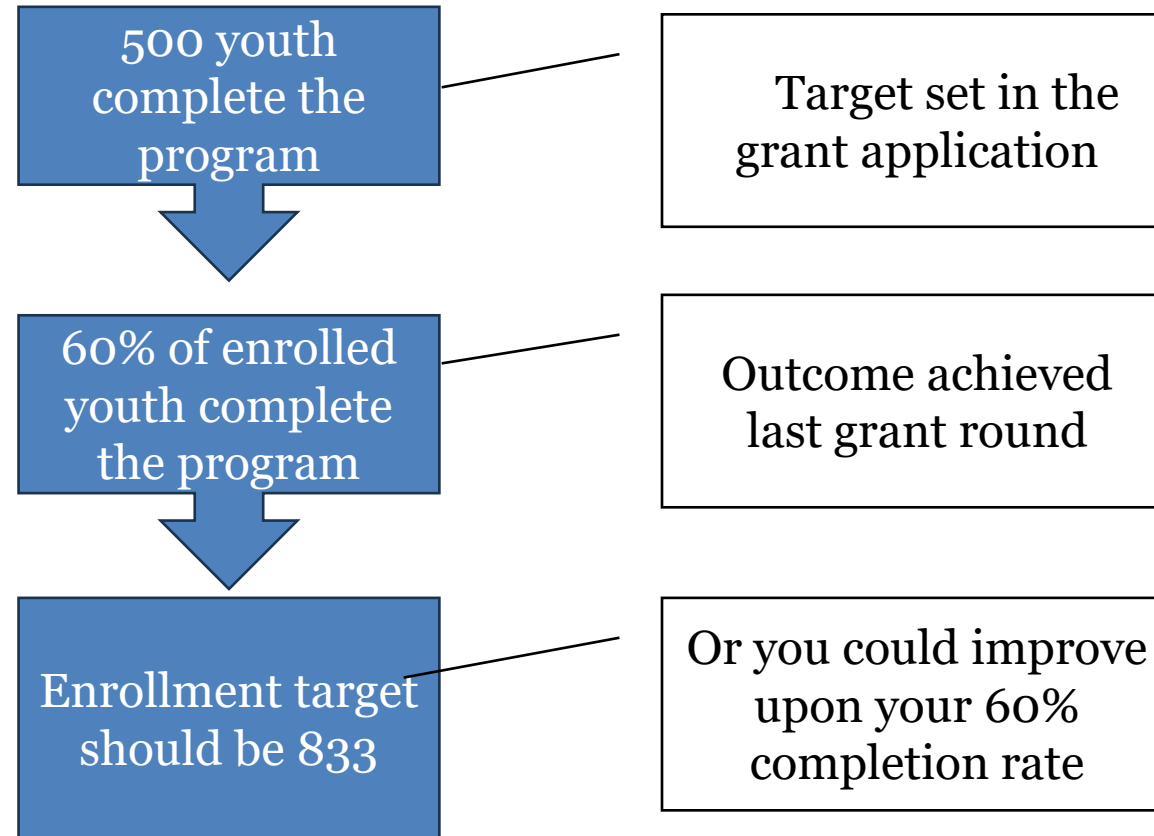 500 youth
complete the
program
Target set in the
grant application
60% of enrolled
youth complete
the program
Outcome achieved
last grant round
Enrollment target
should be 833
Or you could improve
upon your 60%
completion rate